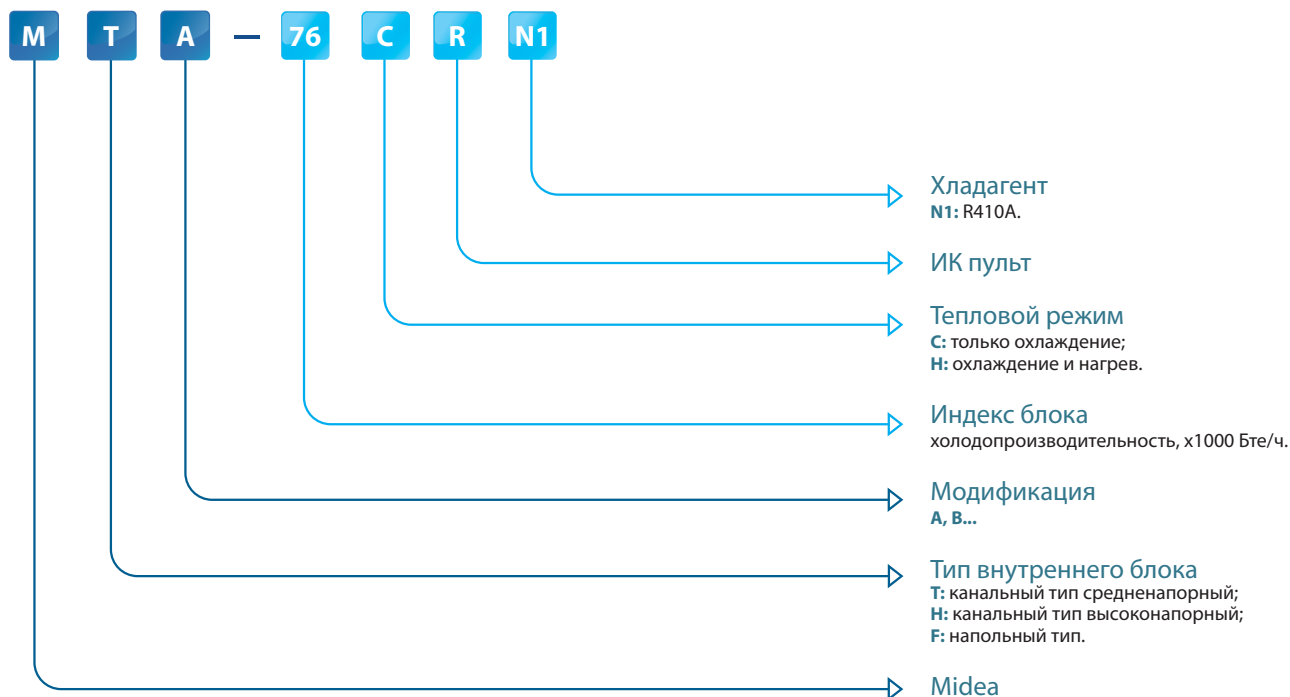 M T A – 76 C R N1
Хладагент
N1: R410A.
ИК пульт
Тепловой режим
C: только охлаждение;
H: охлаждение и нагрев.
Индекс блока
холодопроизводительность, х1000 Бте/ч.
Модификация
A, B...
Тип внутреннего блока
T: канальный тип средненапорный;
H: канальный тип высоконапорный;
F: напольный тип.
Midea